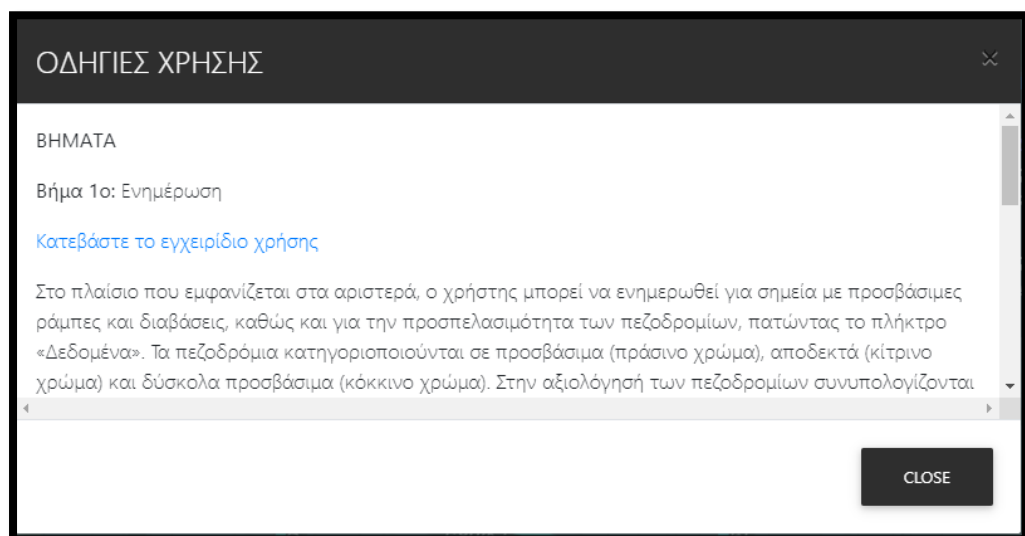 ΟΔΗΓΙΕΣ ΧΡΗΣΗΣ
ΒΗΜΑΤΑ
Βήμα 1ο: Ενημέρωση
Κατεβάστε το εγχειρίδιο χρήσης
Στο πλαίσιο που εμφανίζεται στα αριστερά, ο χρήστης μπορεί να ενημερωθεί για σημεία με προσβάσιμες
ράμπες και διαβάσεις, καθώς και για την προσπελασιμότητα των πεζοδρομίων, πατώντας το πλήκτρο
«Δεδομένα». Τα πεζοδρόμια κατηγοριοποιούνται σε προσβάσιμα (πράσινο χρώμα), αποδεκτά (κίτρινο
χρώμα) και δύσκολα προσβάσιμα (κόκκινο χρώμα). Στην αξιολόγησή των πεζοδρομίων συνυπολογίζονται
CLOSE